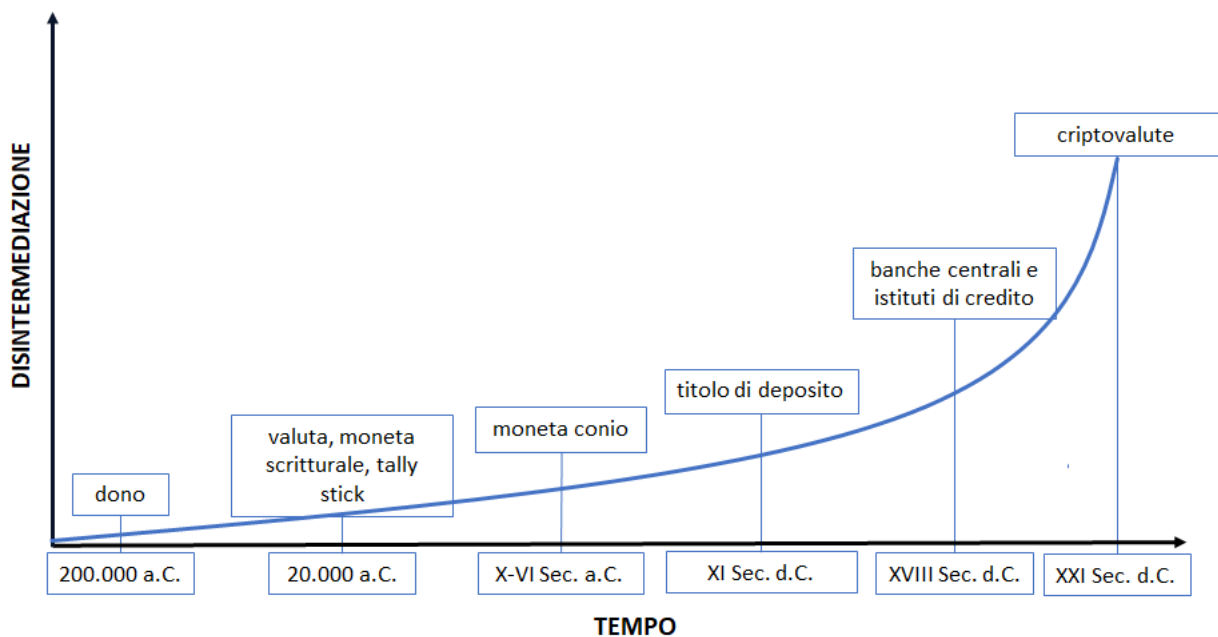 DISINTERMEDIAZIONE
criptovalute
banche centrali e
istituti di credito
titolo di deposito
moneta conio
valuta, moneta
scritturale, tally
stick
dono
200.000 a.C.
20.000 a.C.
X-VI Sec. a.C.
XI Sec. d.C.
XVIII Sec. d.C.
XXI Sec. d.C.
TEMPO